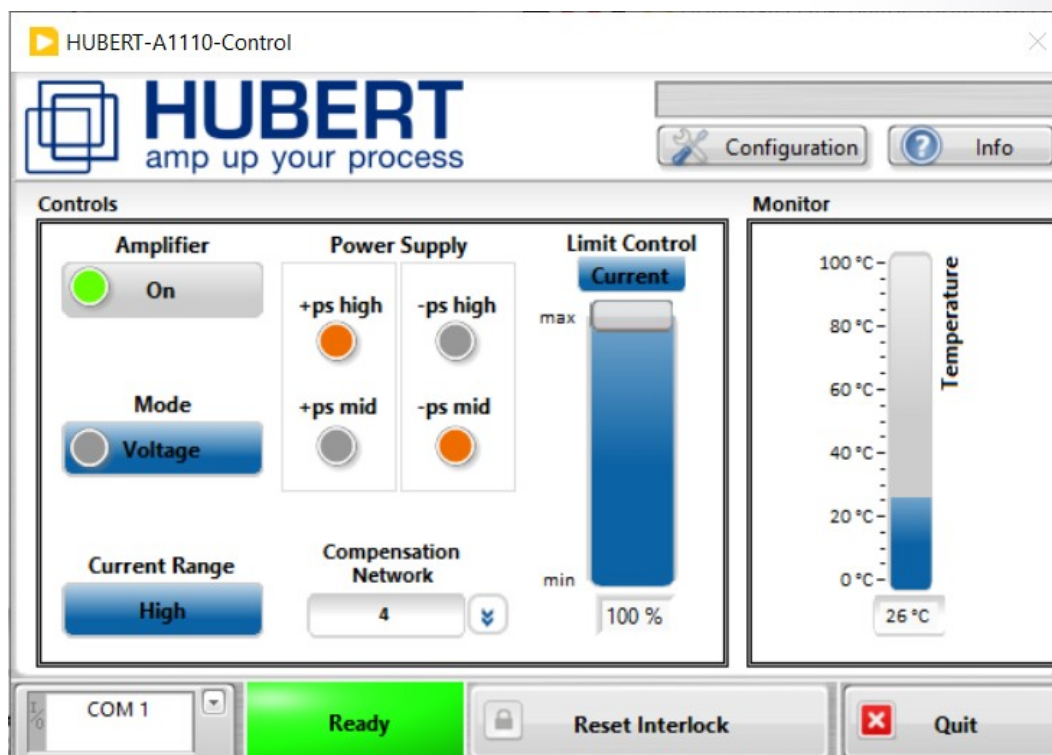 HUBERT-A1110-Control
HUBERT
amp up your process
Configuration
Info
Controls
Monitor
Amplifier
On
Power Supply
+ps high
-ps high
+ps mid
-ps mid
Limit Control
Current
max
min
100 %
Mode
Voltage
Current Range
High
Compensation
Network
4
100 °C
80 °C
60 °C
40 °C
20 °C
0 °C
Temperature
26 °C
I/O
COM 1
Ready
Reset Interlock
Quit